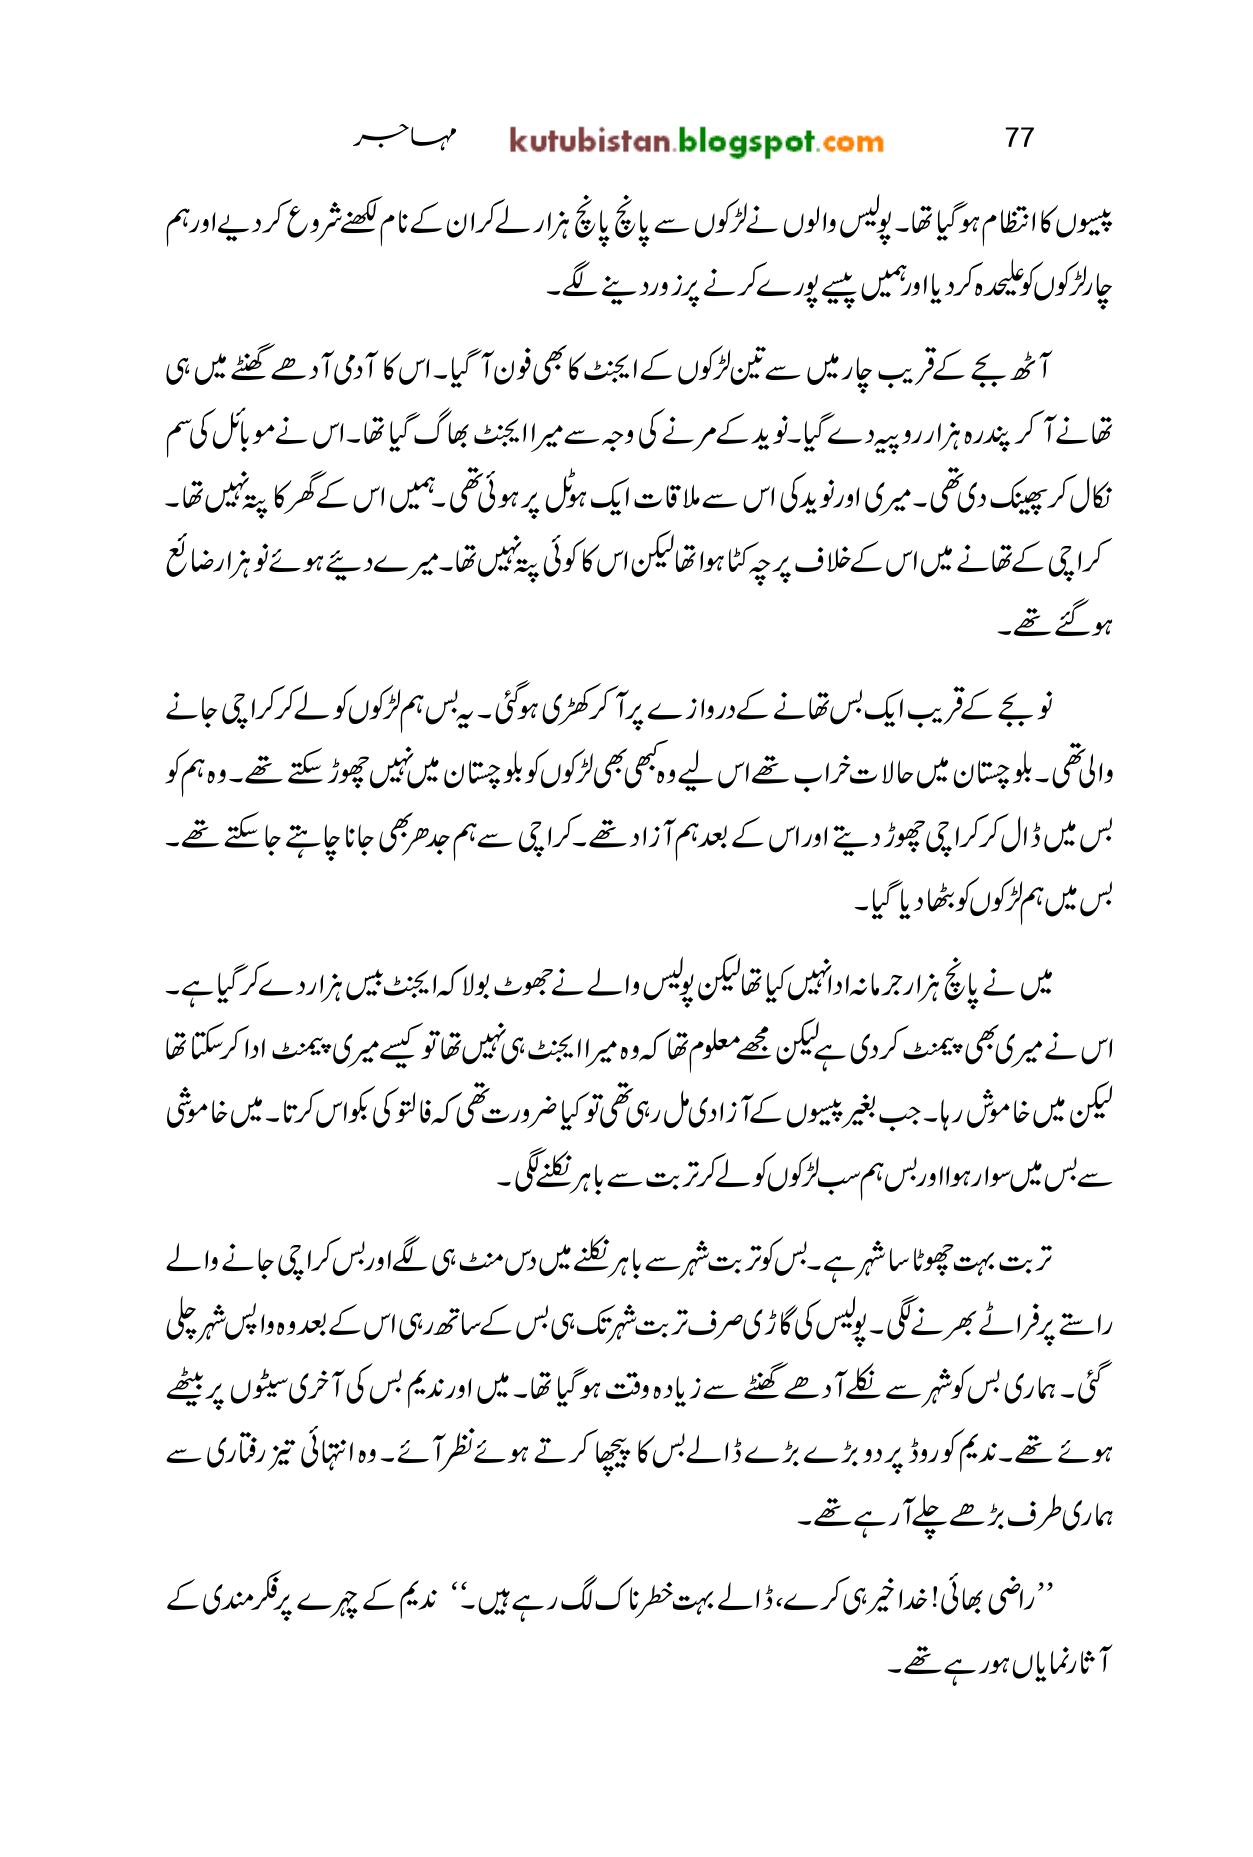 77 kutubistan.blogspot.com مہاجر
پیسوں کا انتظام ہو گیا تھا۔ پولیس والوں نے لڑکوں سے پانچ پانچ ہزار لے کر ان کے نام لکھنے شروع کر دیے اور ہم
چار لڑکوں کو علیحدہ کر دیا اور ہمیں پیسے پورے کرنے پر زور دینے لگے۔
آٹھ بجے کے قریب چار میں سے تین لڑکوں کے ایجنٹ کا بھی فون آ گیا۔ اس کا آدمی آدھے گھنٹے میں ہی
تھانے آ کر پندرہ ہزار روپیہ دے گیا۔ نوید کے مرنے کی وجہ سے میرا ایجنٹ بھاگ گیا تھا۔ اس نے موبائل کی سم
نکال کر پھینک دی تھی۔ میری اور نوید کی اس سے ملاقات ایک ہوٹل پر ہوئی تھی۔ ہمیں اس کے گھر کا پتہ نہیں تھا۔
کراچی کے تھانے میں اس کے خلاف پرچہ کٹا ہوا تھا لیکن اس کا کوئی پتہ نہیں تھا۔ میرے دیئے ہوئے نو ہزار ضائع
ہو گئے تھے۔
نو بجے کے قریب ایک بس تھانے کے دروازے پر آ کر کھڑی ہو گئی۔ یہ بس ہم لڑکوں کو لے کر کراچی جانے
والی تھی۔ بلوچستان میں حالات خراب تھے اس لیے وہ کبھی بھی لڑکوں کو بلوچستان میں نہیں چھوڑ سکتے تھے۔ وہ ہم کو
بس میں ڈال کر کراچی چھوڑ دیتے اور اس کے بعد ہم آزاد تھے۔ کراچی سے ہم جدھر بھی جانا چاہتے جا سکتے تھے۔
بس میں ہم لڑکوں کو بٹھا دیا گیا۔
میں نے پانچ ہزار جرمانہ ادا نہیں کیا تھا لیکن پولیس والے نے جھوٹ بولا کہ ایجنٹ بیس ہزار دے کر گیا ہے۔
اس نے میری بھی پیمنٹ کر دی ہے لیکن مجھے معلوم تھا کہ وہ میرا ایجنٹ ہی نہیں تھا تو کیسے میری پیمنٹ ادا کر سکتا تھا
لیکن میں خاموش رہا۔ جب بغیر پیسوں کے آزادی مل رہی تھی تو کیا ضرورت تھی کہ فالتو کی بکواس کرتا۔ میں خاموشی
سے بس میں سوار ہوا اور بس ہم سب لڑکوں کو لے کر تربت سے باہر نکلنے لگی۔
تربت بہت چھوٹا سا شہر ہے۔ بس کو تربت شہر سے باہر نکلنے میں دس منٹ ہی لگے اور بس کراچی جانے والے
راستے پر فراٹے بھرنے لگی۔ پولیس کی گاڑی صرف تربت شہر تک ہی بس کے ساتھ رہی اس کے بعد وہ واپس شہر چلی
گئی۔ ہماری بس کو شہر سے نکلے آدھے گھنٹے سے زیادہ وقت ہو گیا تھا۔ میں اور ندیم بس کی آخری سیٹوں پر بیٹھے
ہوئے تھے۔ ندیم کو روڈ پر دو بڑے بڑے ڈالے بس کا پیچھا کرتے ہوئے نظر آئے۔ وہ انتہائی تیز رفتاری سے
ہماری طرف بڑھے چلے آ رہے تھے۔
’’راضی بھائی! خدا خیر ہی کرے، ڈالے بہت خطرناک لگ رہے ہیں۔‘‘ ندیم کے چہرے پر فکرمندی کے
آثار نمایاں ہو رہے تھے۔